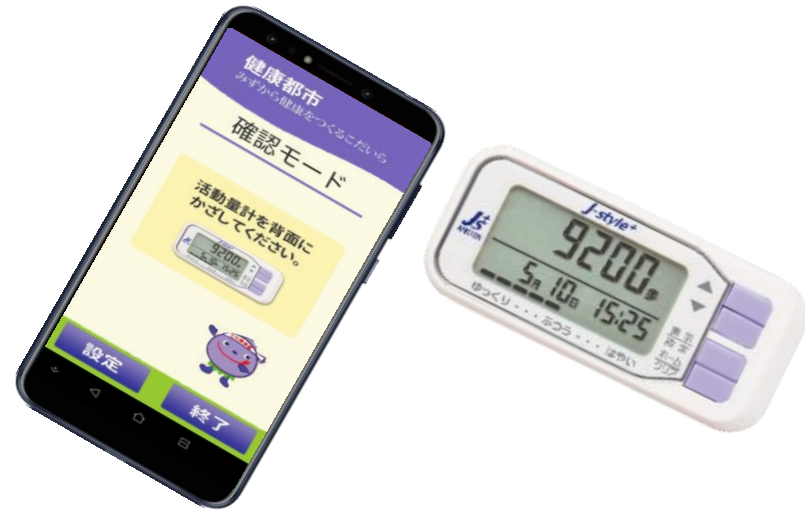 健康都市
みずから健康をつくるこだいら
確認モード
活動量計を背面に
かざしてください。
設定
終了
J-style+
9200歩
5月10日 15:25
ゆっくり・・・ふつう・・・はやい